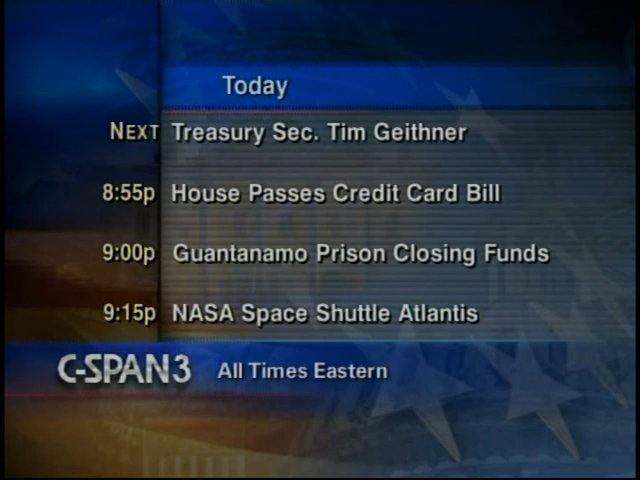 Today
NEXT Treasury Sec. Tim Geithner
8:55p House Passes Credit Card Bill
9:00p Guantanamo Prison Closing Funds
9:15p NASA Space Shuttle Atlantis
C-SPAN3 All Times Eastern